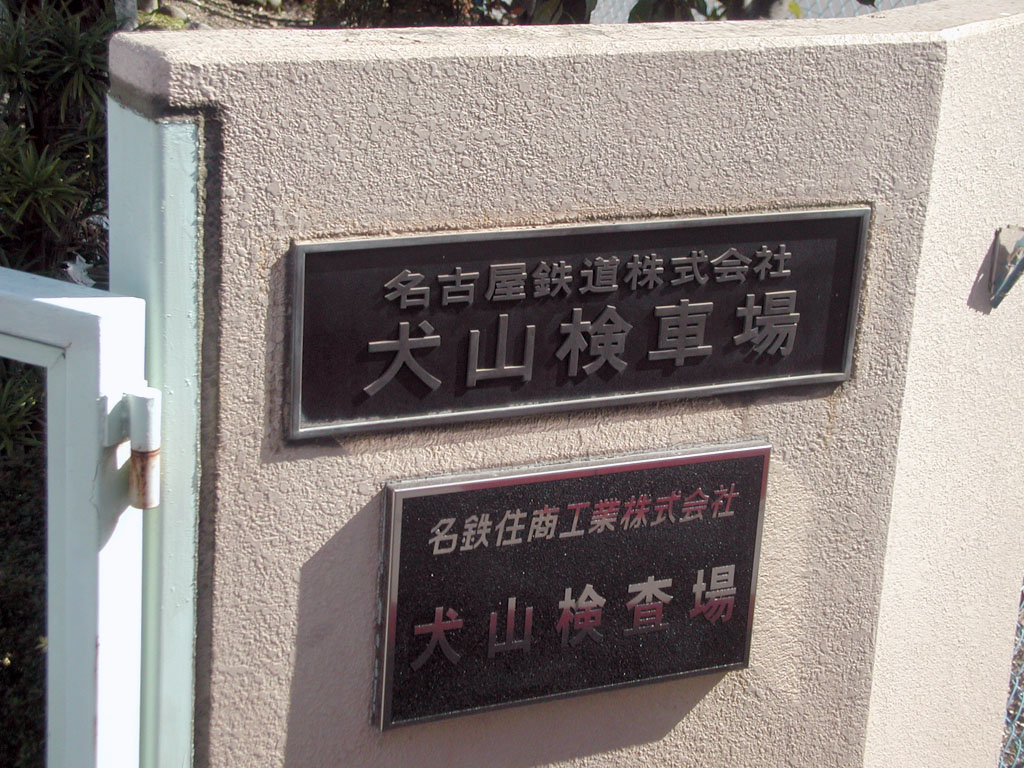 名古屋鉄道株式会社
犬山検車場
名鉄住商工業株式会社
犬山検査場